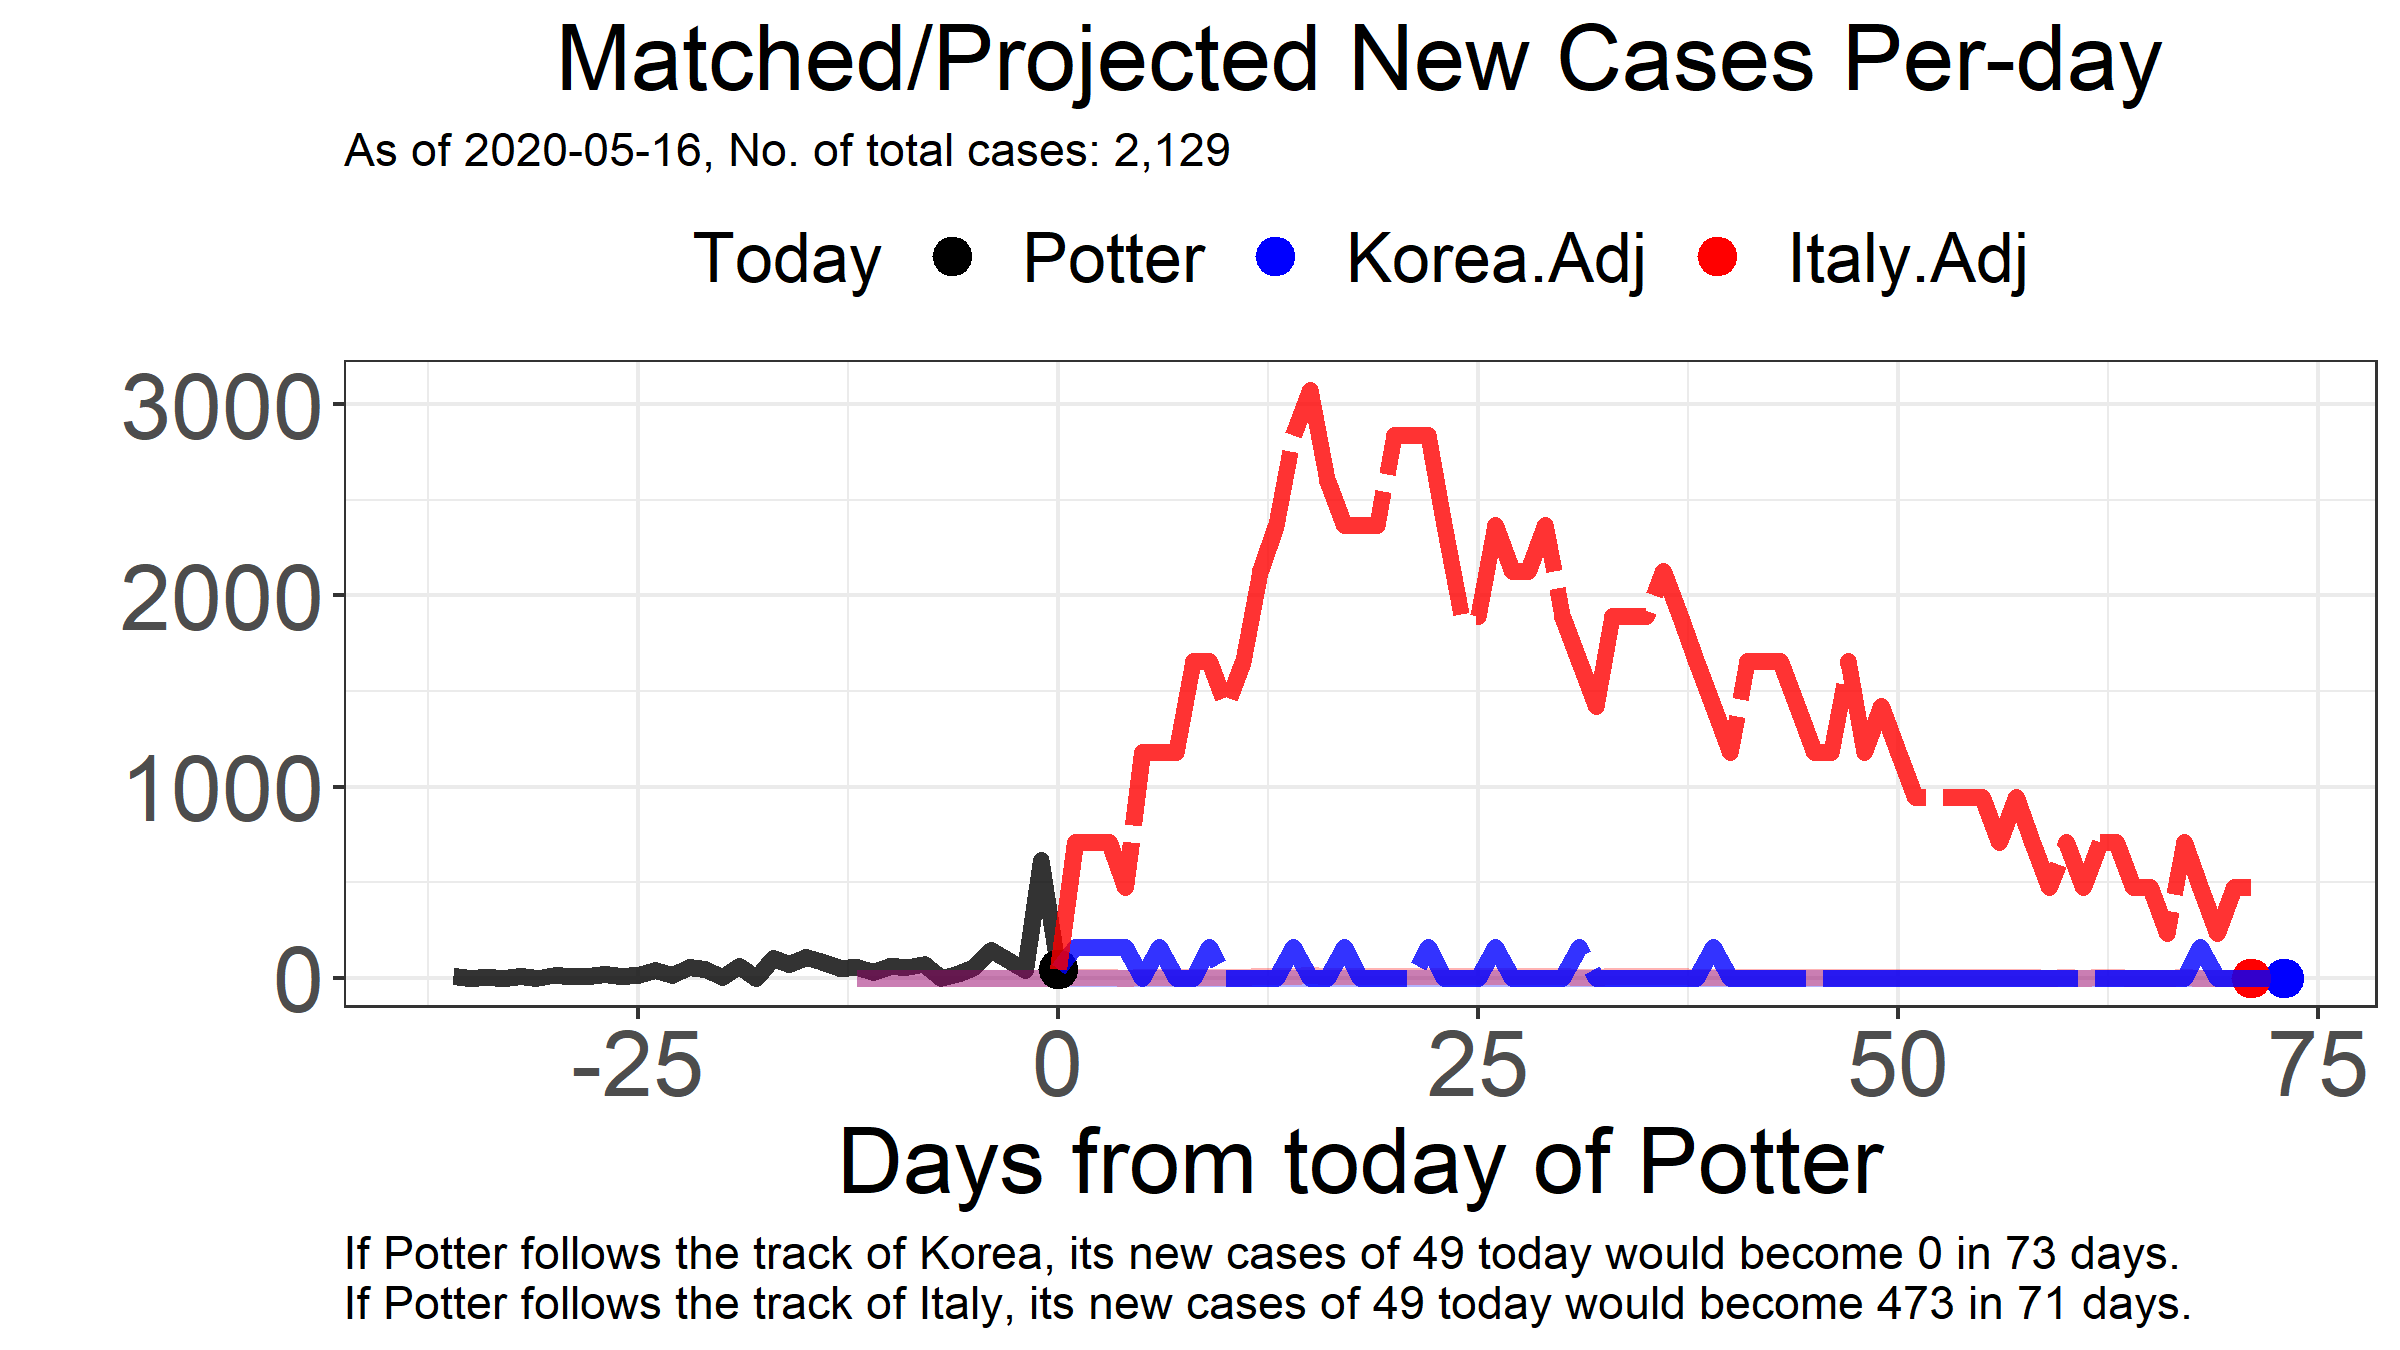 Matched/Projected New Cases Per-day
As of 2020-05-16, No. of total cases: 2,129
Today Potter Korea.Adj Italy.Adj
3000
2000
1000
0
-25 0 25 50 75
Days from today of Potter
If Potter follows the track of Korea, its new cases of 49 today would become 0 in 73 days.
If Potter follows the track of Italy, its new cases of 49 today would become 473 in 71 days.